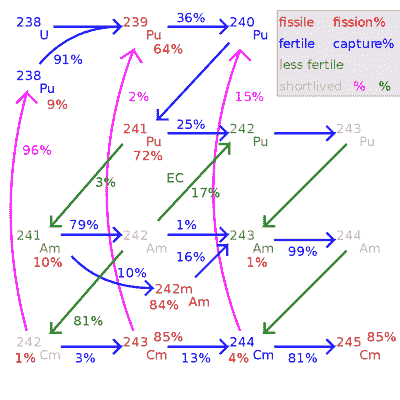 238 U
239 Pu 64%
36%
240 Pu
fissile fission%
fertile capture%
less fertile
shortlived % %
91%
238 Pu 9%
2%
15%
241 Pu 72%
25%
242 Pu
243 Pu
96%
3%
EC
17%
241 Am 10%
79%
242 Am
1%
243 Am 1%
99%
244 Am
10%
16%
242m Am 84%
81%
242 Cm 1%
3%
243 Cm 85%
13%
244 Cm 4%
81%
245 Cm 85%